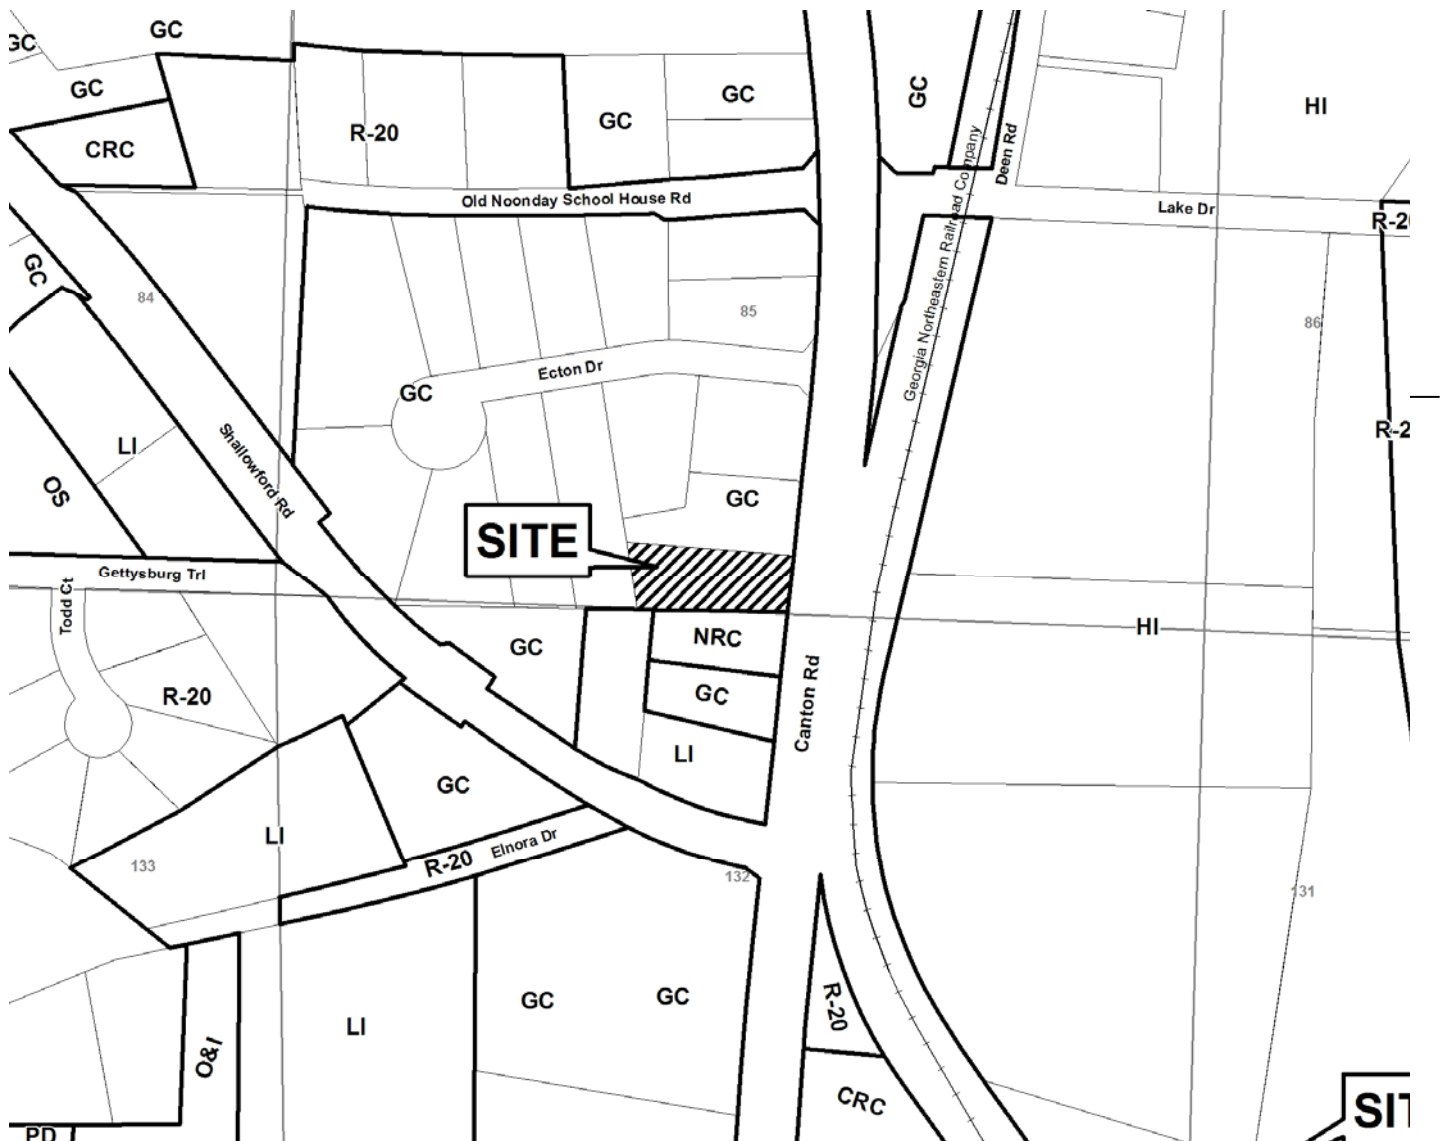 GC
GC
GC
GC
GC
HI
GC
R-20
CRC
Deen Rd
Georgia Northeastern Railroad Company
Old Noonday School House Rd
Lake Dr
R-20
GC
84
85
86
Ecton Dr
GC
R-2
LI
Shallowford Rd
OS
GC
SITE
Gettysburg Trl
Todd Ct
HI
NRC
GC
R-20
GC
Canton Rd
LI
GC
LI
Elnora Dr
R-20
133
132
131
GC
GC
R-20
LI
O&I
CRC
SIT
PD